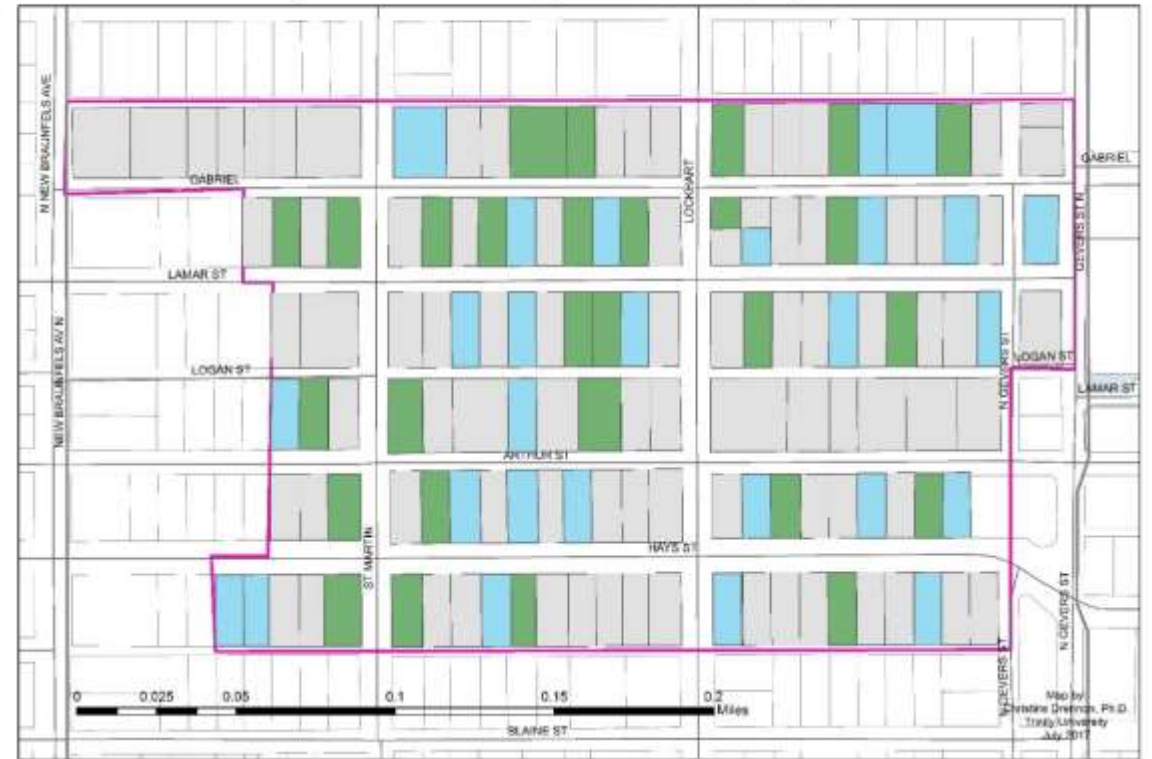 N NEW BRAUNFELS AVE
GABRIEL
GABRIEL
LOCKHART
GEVERS ST N
LAMAR ST
NEW BRAUNFELS AV N
LOGAN ST
LOGAN ST
N GEVERS ST
LAMAR ST
ARTHUR ST
ST MARTIN
HAYS ST
N GEVERS ST
N GEVERS ST
0 0.025 0.05 0.1 0.15 0.2
Miles
Map by
Christine Drennon, Ph.D.
Trinity University
July 2017
BLAINE ST